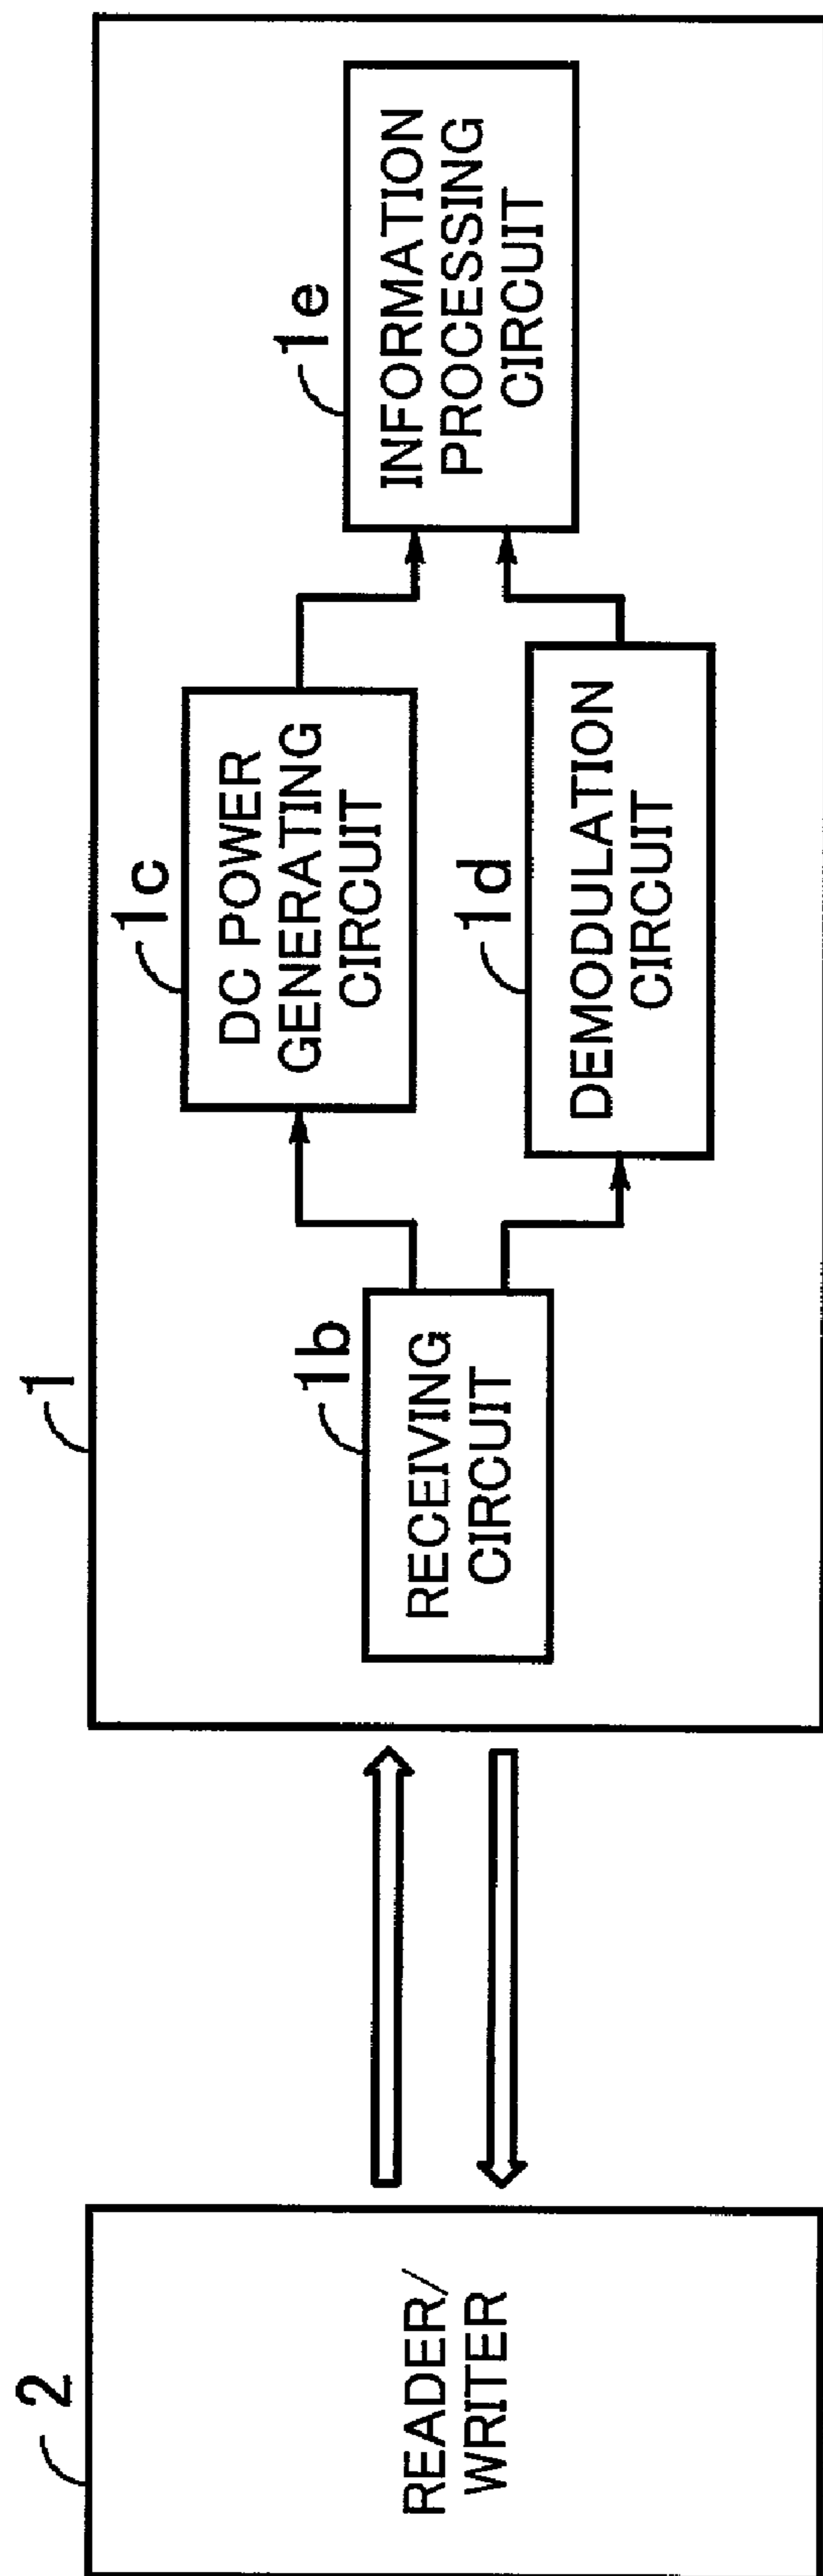 2
READER/
WRITER
1
1b
RECEIVING
CIRCUIT
1c
DC POWER
GENERATING
CIRCUIT
1d
DEMODULATION
CIRCUIT
1e
INFORMATION
PROCESSING
CIRCUIT